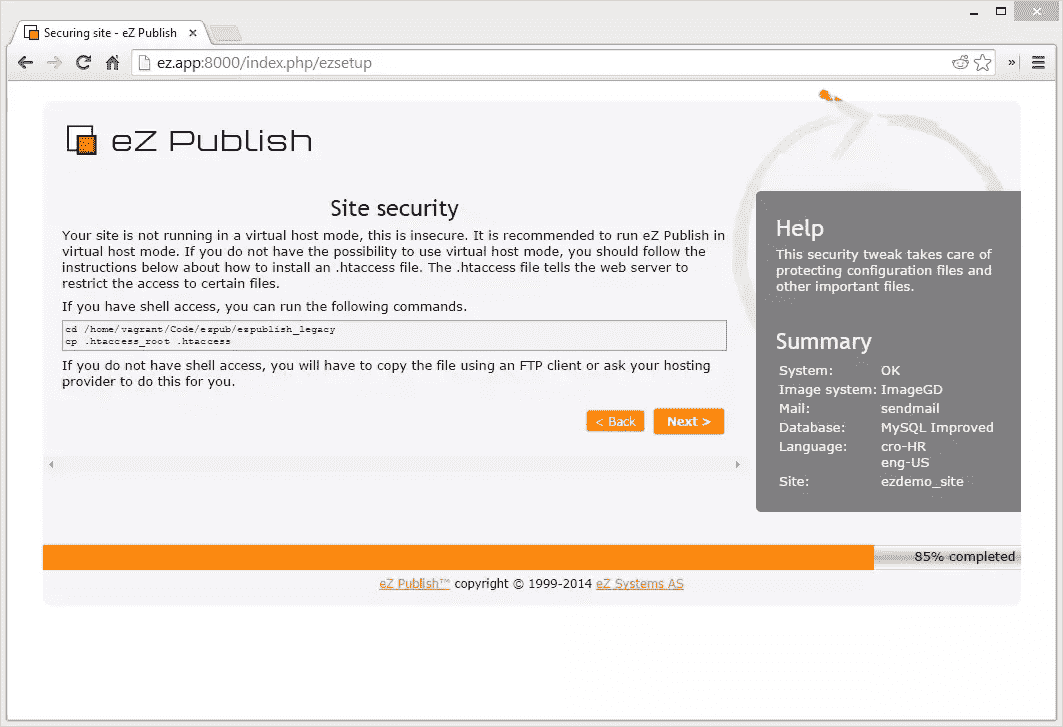 Securing site - eZ Publish
ez.app:8000/index.php/ezsetup
eZ Publish
Site security
Your site is not running in a virtual host mode, this is insecure. It is recommended to run eZ Publish in
virtual host mode. If you do not have the possibility to use virtual host mode, you should follow the
instructions below about how to install an .htaccess file. The .htaccess file tells the web server to
restrict the access to certain files.
If you have shell access, you can run the following commands.
cd /home/vagrant/Code/ezpub/ezpublish_legacy
cp .htaccess_root .htaccess
If you do not have shell access, you will have to copy the file using an FTP client or ask your hosting
provider to do this for you.
< Back Next >
Help
This security tweak takes care of
protecting configuration files and
other important files.
Summary
System: OK
Image system: ImageGD
Mail: sendmail
Database: MySQL Improved
Language: cro-HR
eng-US
Site: ezdemo_site
85% completed
eZ Publish™ copyright © 1999-2014 eZ Systems AS